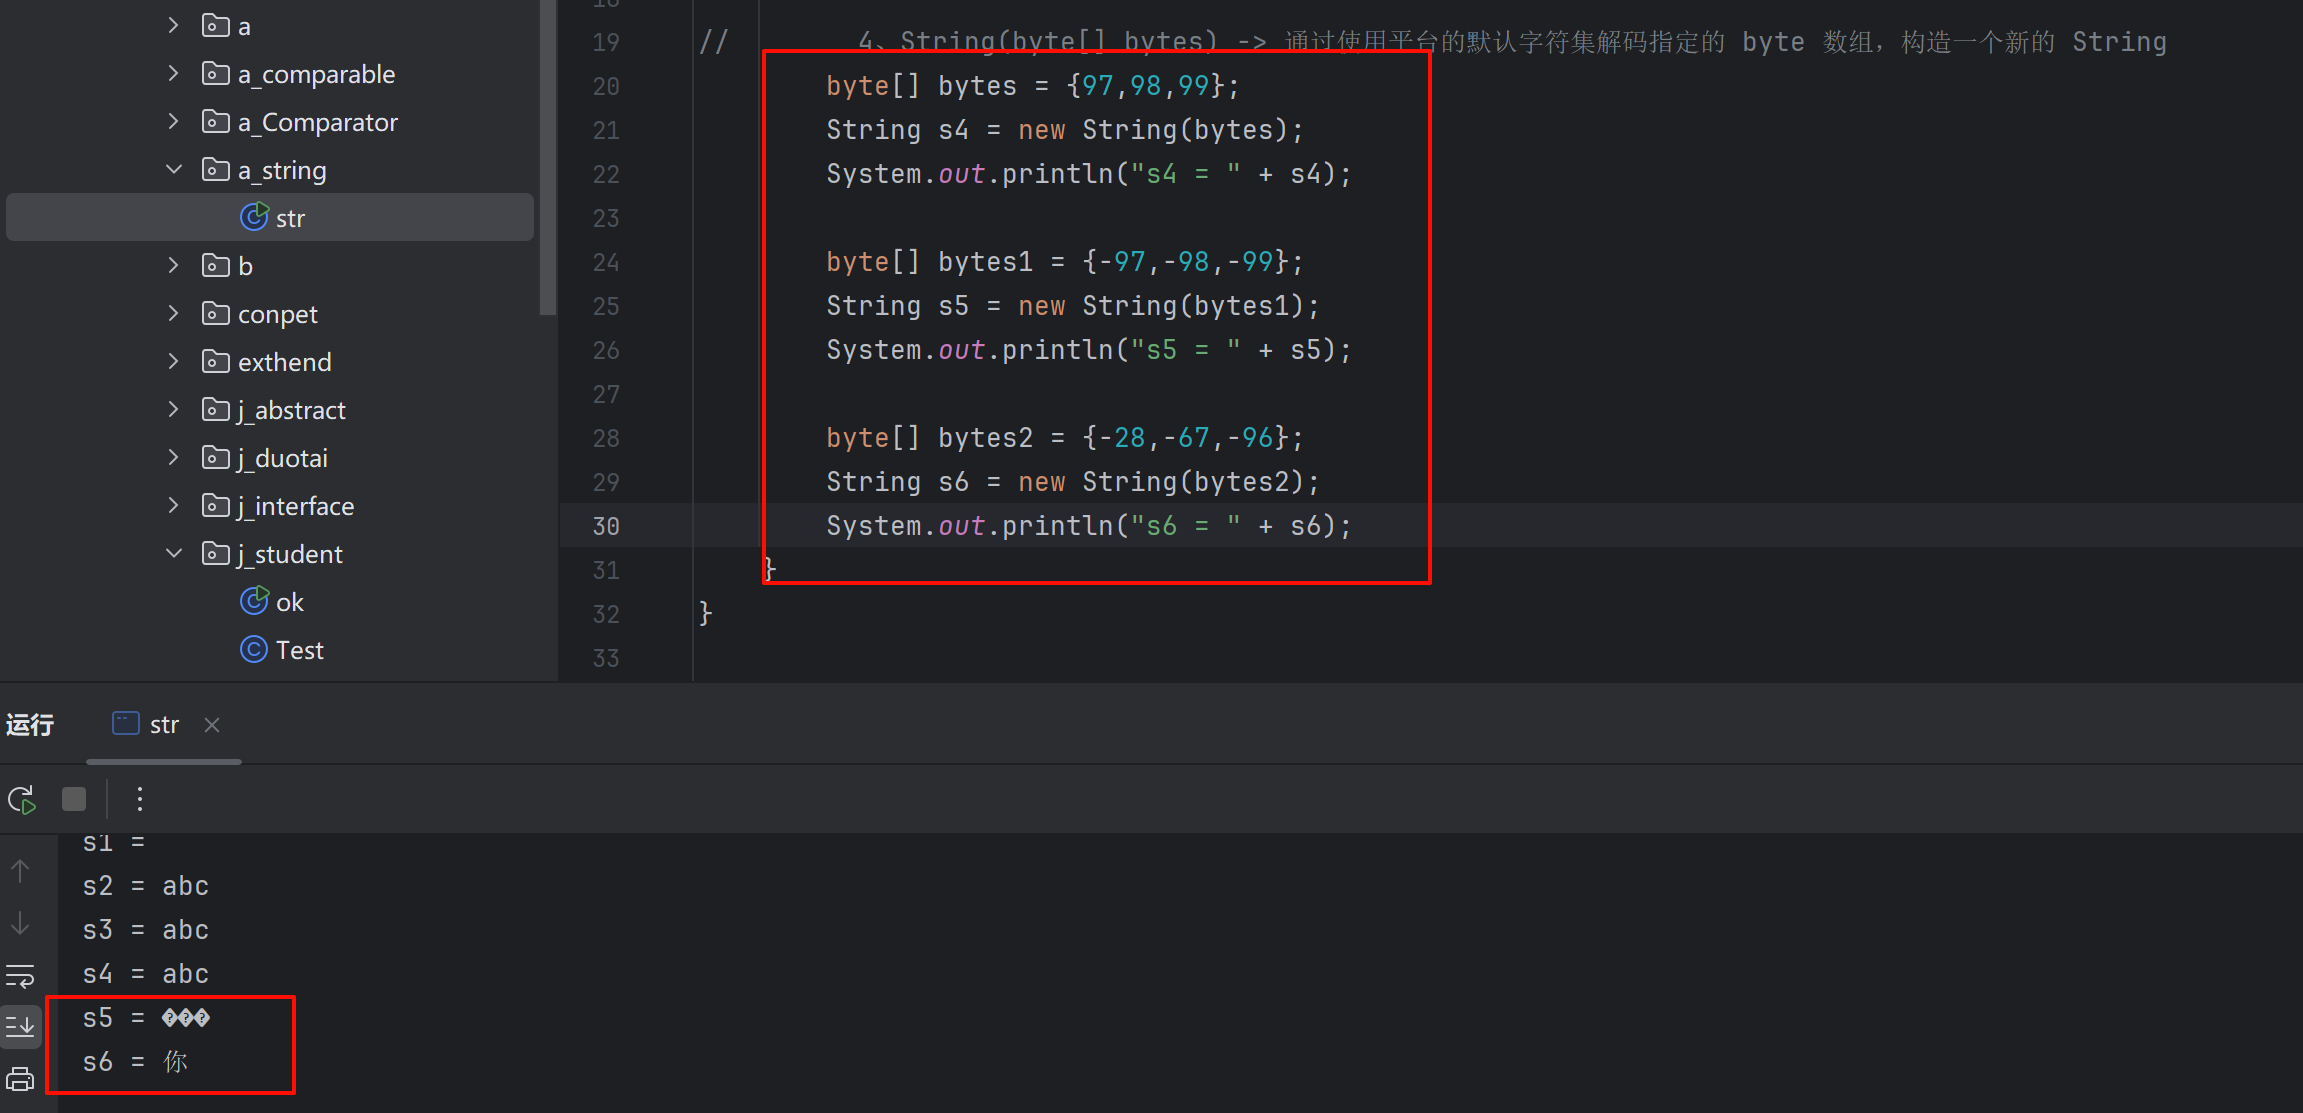 a
a_comparable
a_Comparator
a_string
str
b
conpet
exthend
j_abstract
j_duotai
j_interface
j_student
ok
Test
18
19 // 4、String(byte[] bytes) -> 通过使用平台的默认字符集解码指定的 byte 数组，构造一个新的 String
20 byte[] bytes = {97,98,99};
21 String s4 = new String(bytes);
22 System.out.println("s4 = " + s4);
23
24 byte[] bytes1 = {-97,-98,-99};
25 String s5 = new String(bytes1);
26 System.out.println("s5 = " + s5);
27
28 byte[] bytes2 = {-28,-67,-96};
29 String s6 = new String(bytes2);
30 System.out.println("s6 = " + s6);
31 }
32 }
33
运行 str
s1 =
s2 = abc
s3 = abc
s4 = abc
s5 = ���
s6 = 你